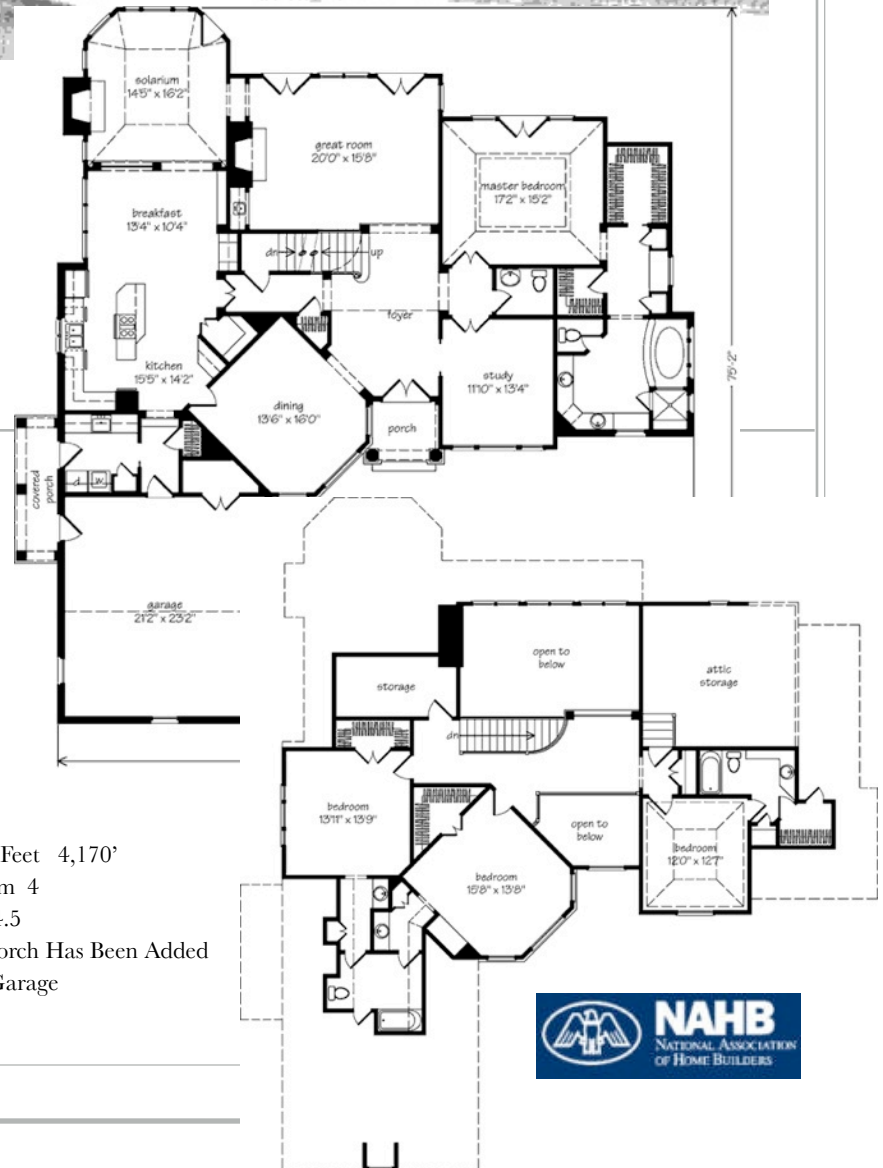 solarium
14'5" x 16'2"
great room
20'0" x 15'8"
master bedroom
17'2" x 15'2"
breakfast
13'4" x 10'4"
dn
up
foyer
kitchen
15'5" x 14'2"
study
11'10" x 13'4"
dining
13'6" x 16'0"
porch
75'-2"
covered
porch
d
w
garage
21'2" x 23'2"
open to
below
attic
storage
storage
dn
bedroom
13'11" x 13'9"
open to
below
bedroom
12'0" x 12'7"
bedroom
15'8" x 13'8"
Feet 4,170’
4
.5
Has Been Added
Garage
NAHB
NATIONAL ASSOCIATION
OF HOME BUILDERS